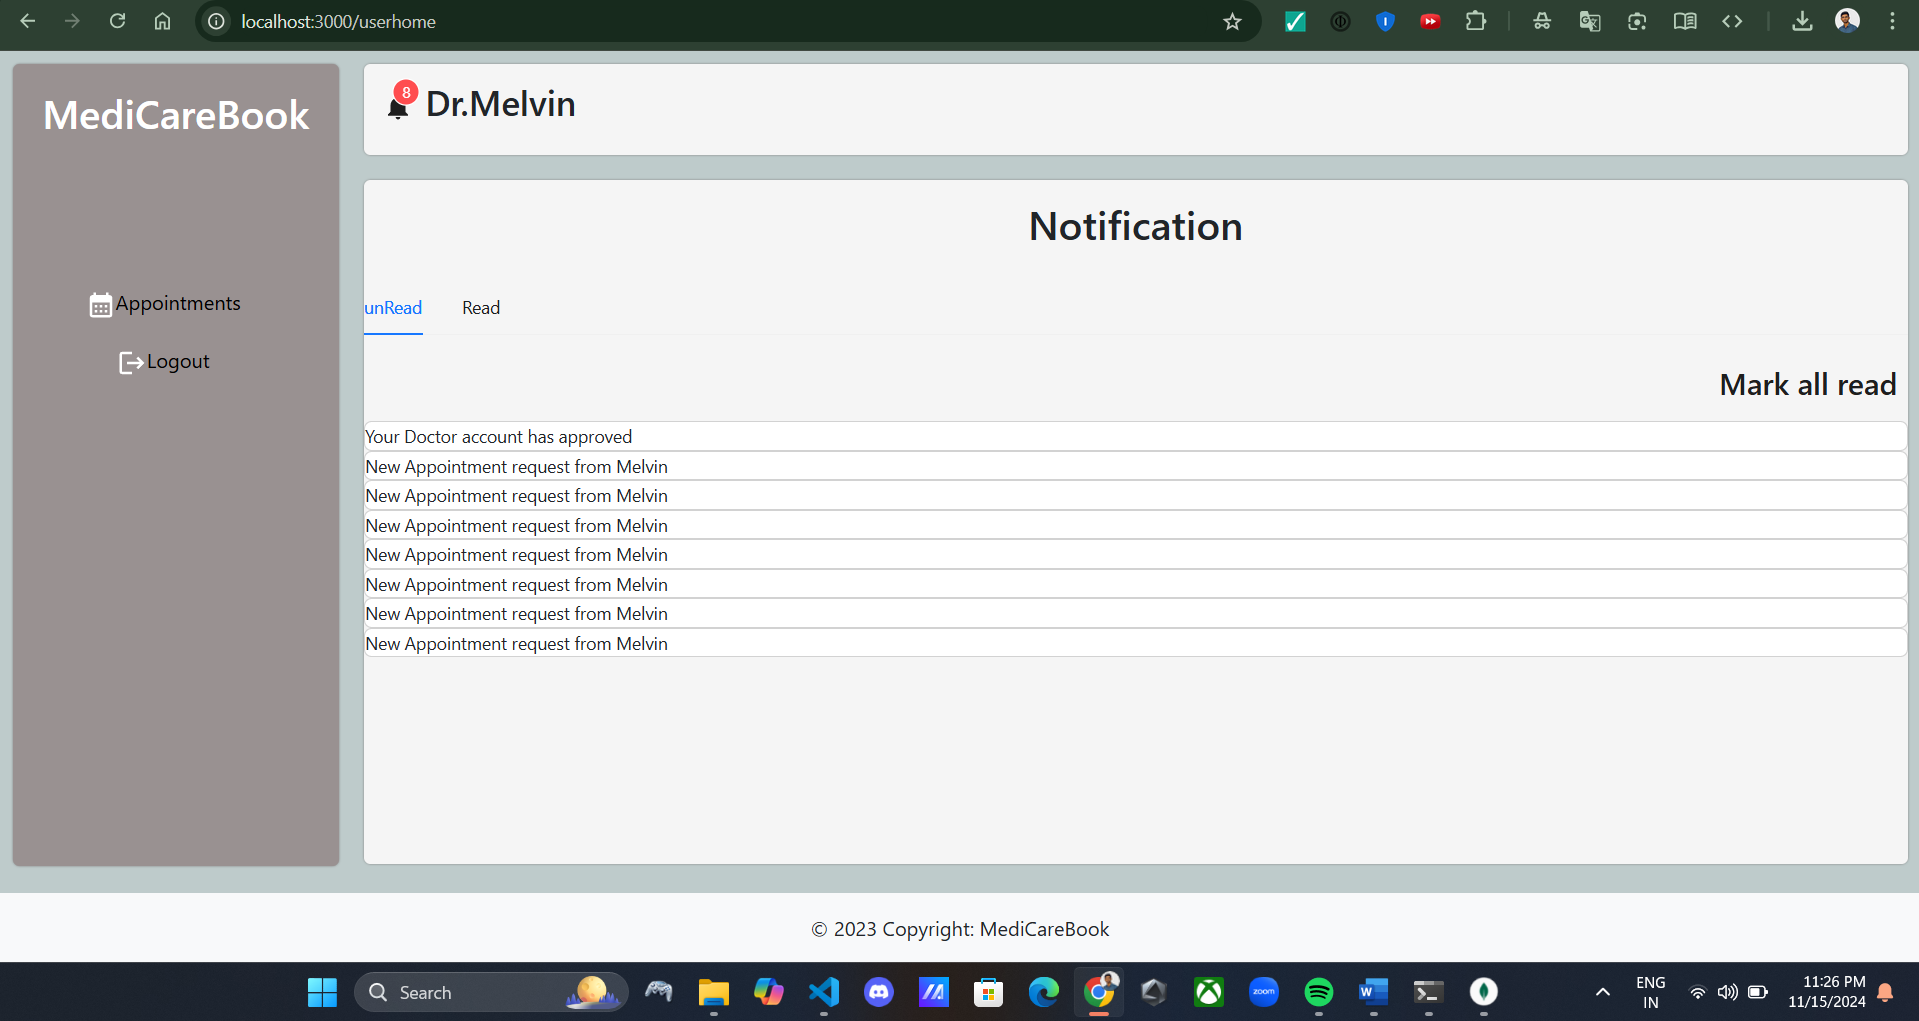 localhost:3000/userhome
MediCareBook
8
Dr.Melvin
Appointments
Logout
Notification
unRead
Read
Mark all read
Your Doctor account has approved
New Appointment request from Melvin
New Appointment request from Melvin
New Appointment request from Melvin
New Appointment request from Melvin
New Appointment request from Melvin
New Appointment request from Melvin
New Appointment request from Melvin
© 2023 Copyright: MediCareBook
Search
zoom
ENG
IN
11:26 PM
11/15/2024